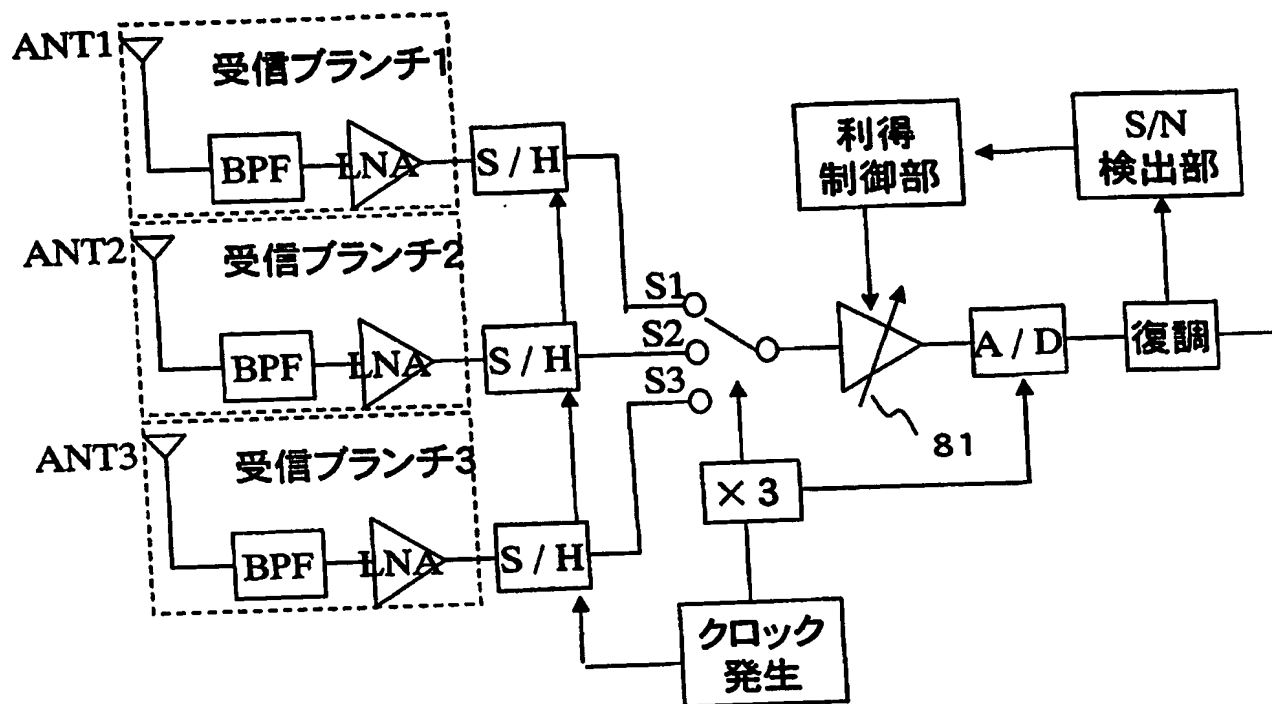 ANT1
受信ブランチ1
BPF
LNA
S / H
ANT2
受信ブランチ2
BPF
LNA
S / H
ANT3
受信ブランチ3
BPF
LNA
S / H
S1
S2
S3
利得
制御部
S/N
検出部
A / D
復調
81
× 3
クロック
発生